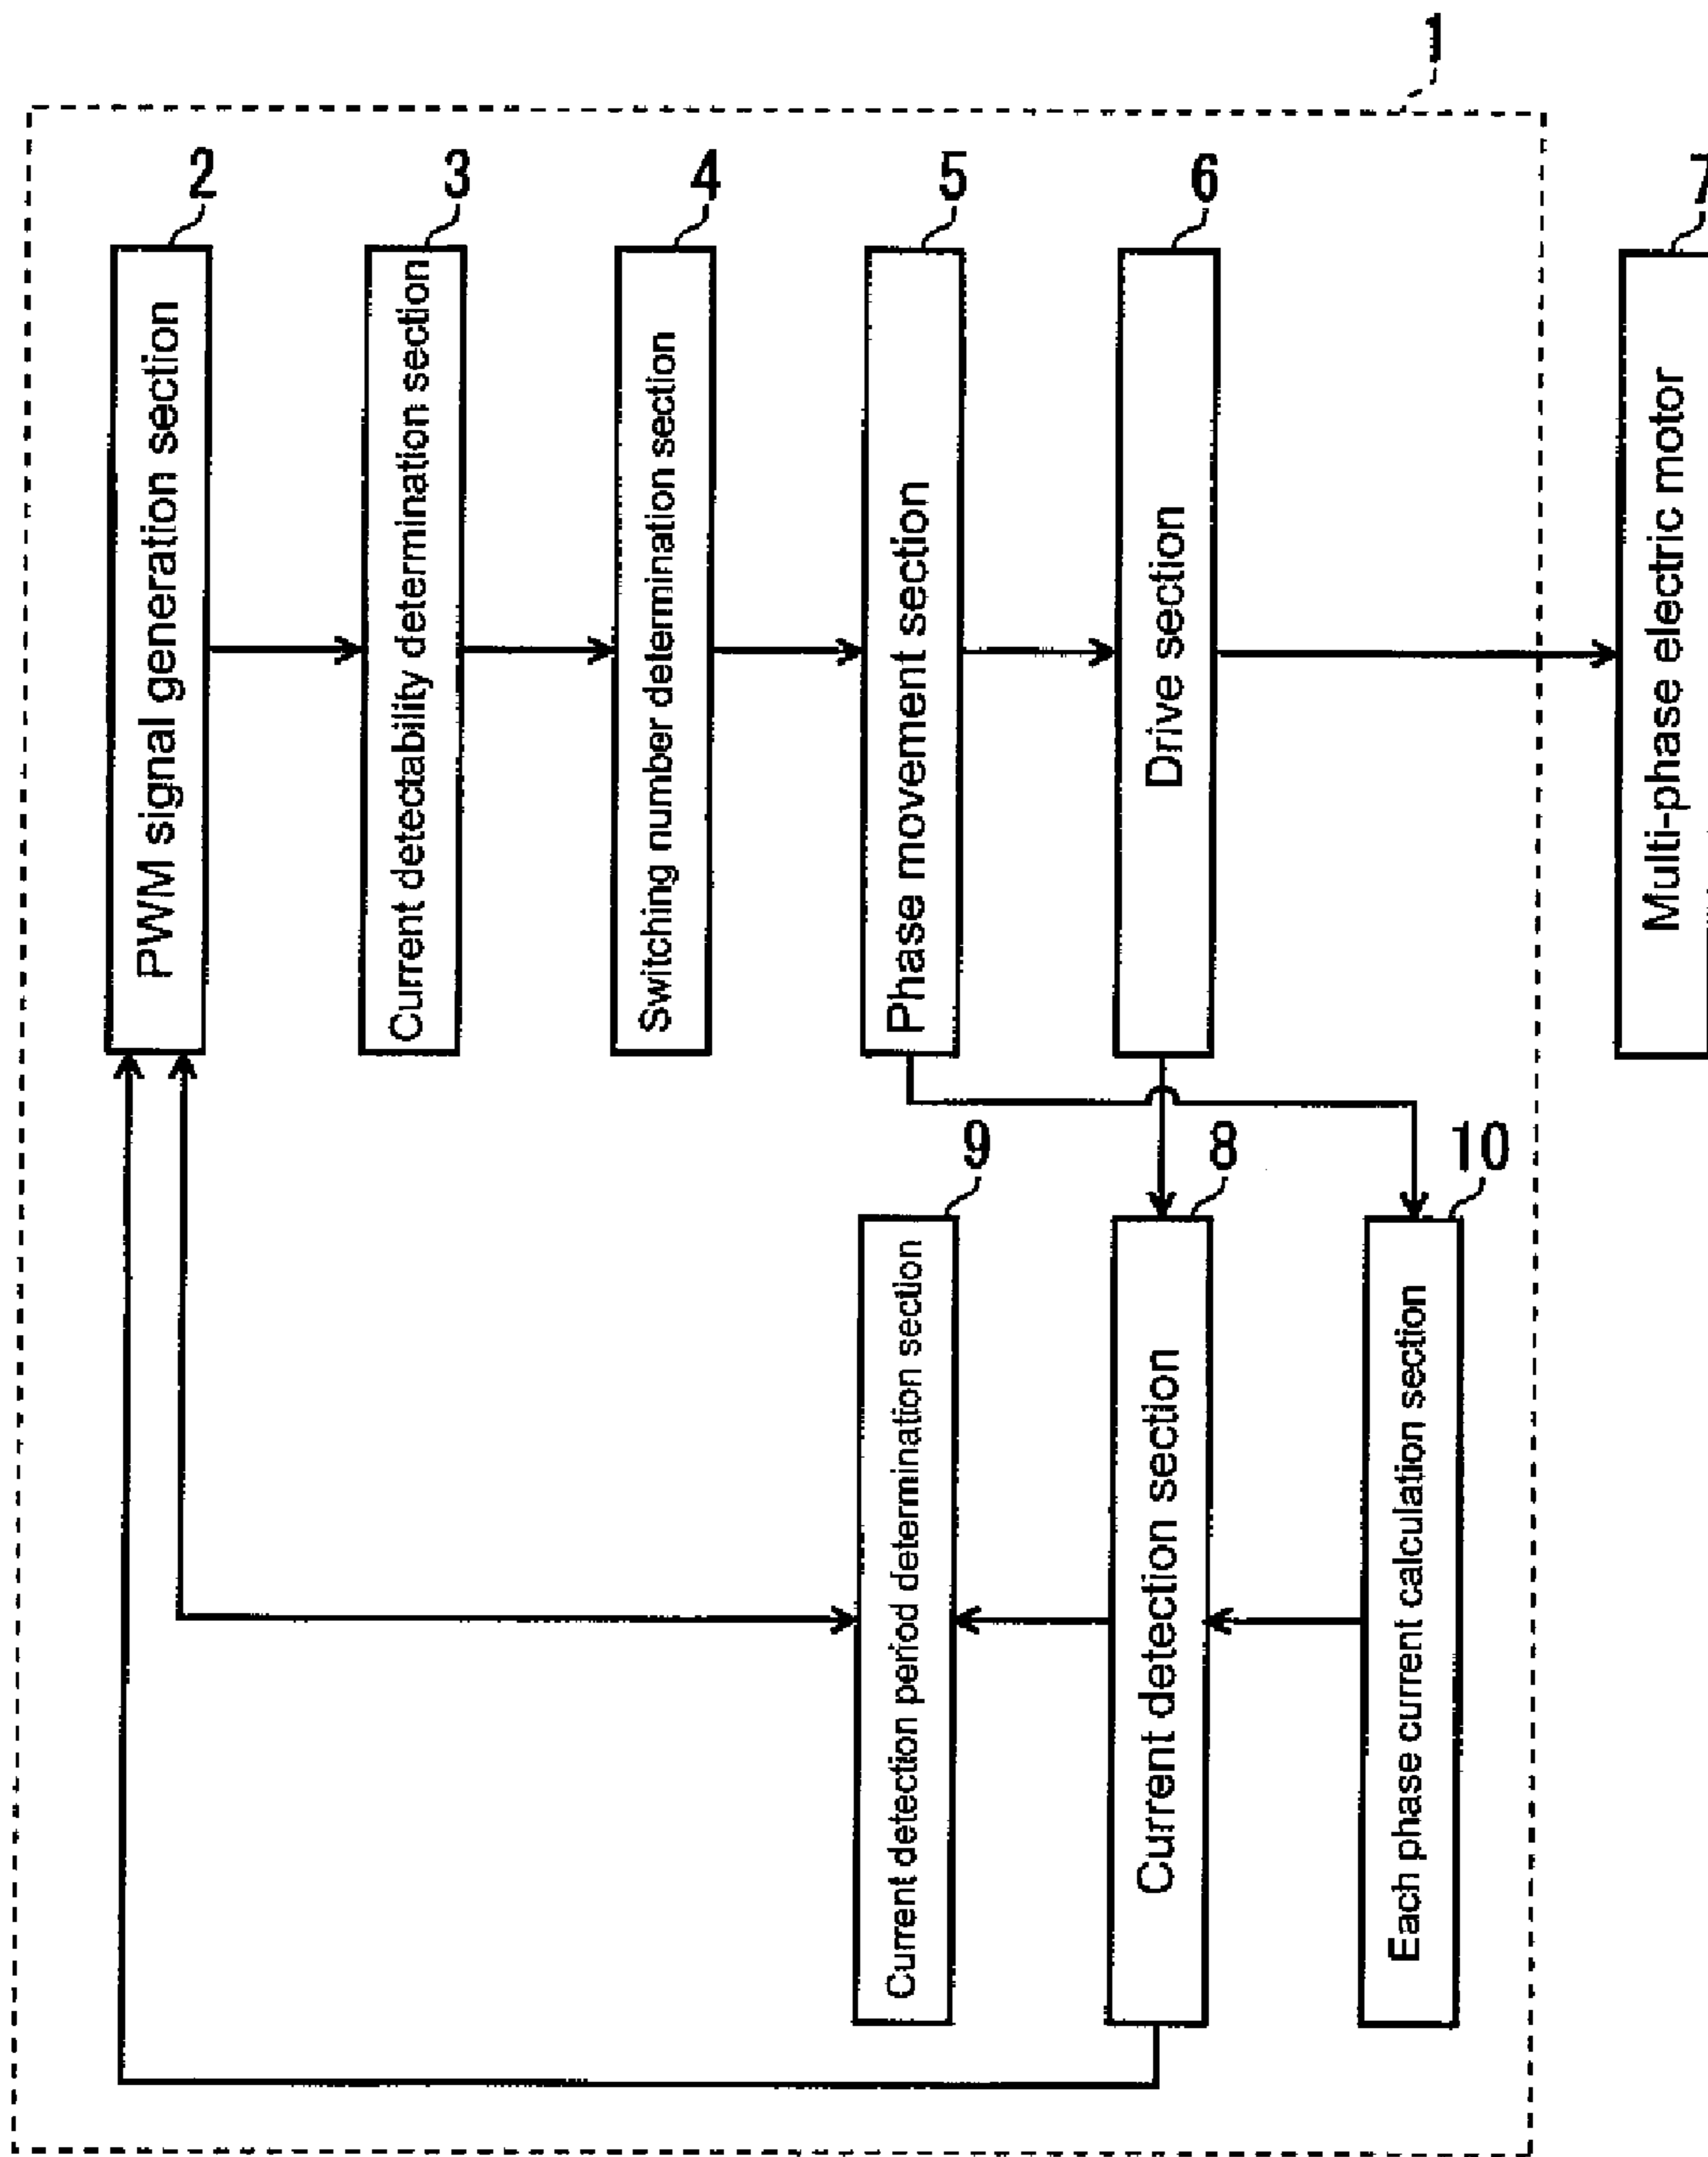 1
2
PWM signal generation section
3
Current detectability determination section
4
Switching number determination section
5
Phase movement section
6
Drive section
7
Multi-phase electric motor
9
Current detection period determination section
8
Current detection section
10
Each phase current calculation section